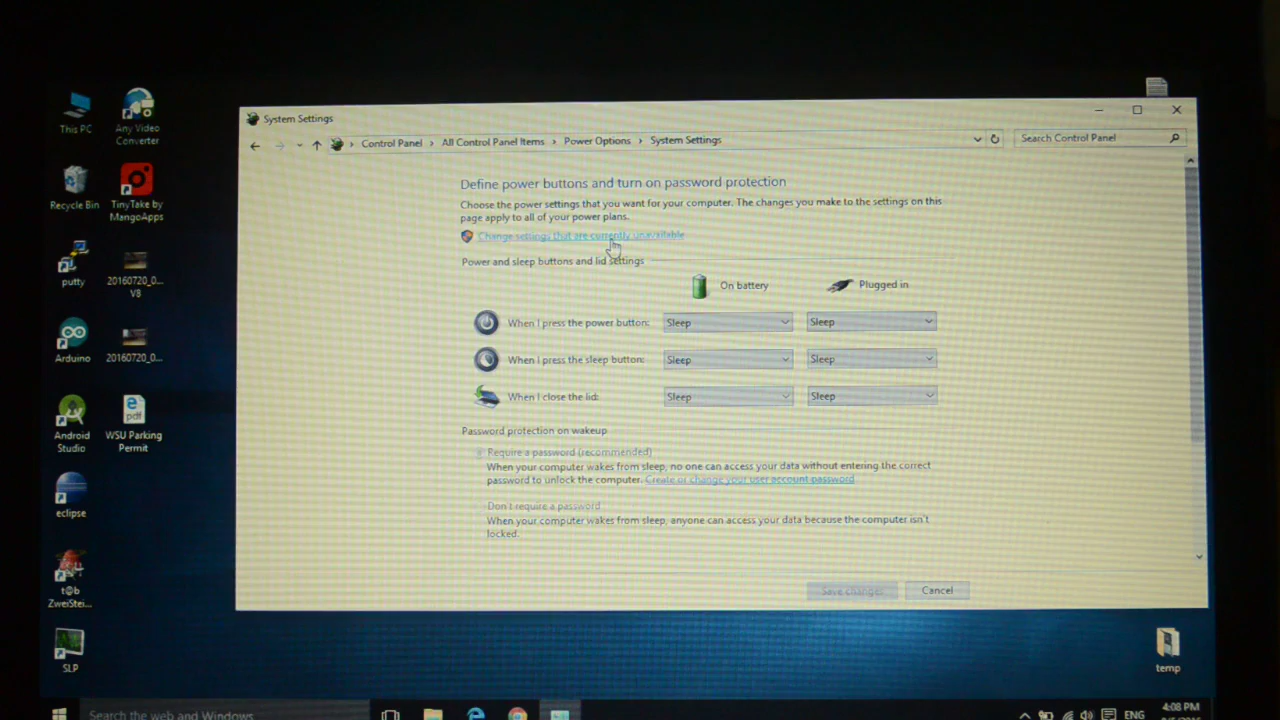 This PC
Any Video
Converter
Recycle Bin
TinyTake by
MangoApps
putty
20160720_0...
V8
Arduino
20160720_0...
Android
Studio
WSU Parking
Permit
pdf
eclipse
t@b
ZweiStei...
SLP
System Settings
Control Panel
All Control Panel Items
Power Options
System Settings
Search Control Panel
Define power buttons and turn on password protection
Choose the power settings that you want for your computer. The changes you make to the settings on this
page apply to all of your power plans.
Change settings that are currently unavailable
Power and sleep buttons and lid settings
On battery
Plugged in
When I press the power button: Sleep Sleep
When I press the sleep button: Sleep Sleep
When I close the lid: Sleep Sleep
Password protection on wakeup
Require a password (recommended)
When your computer wakes from sleep, no one can access your data without entering the correct
password to unlock the computer. Create or change your user account password
Don't require a password
When your computer wakes from sleep, anyone can access your data because the computer isn't
locked.
Save changes
Cancel
temp
Search the web and Windows
ENG
4:08 PM